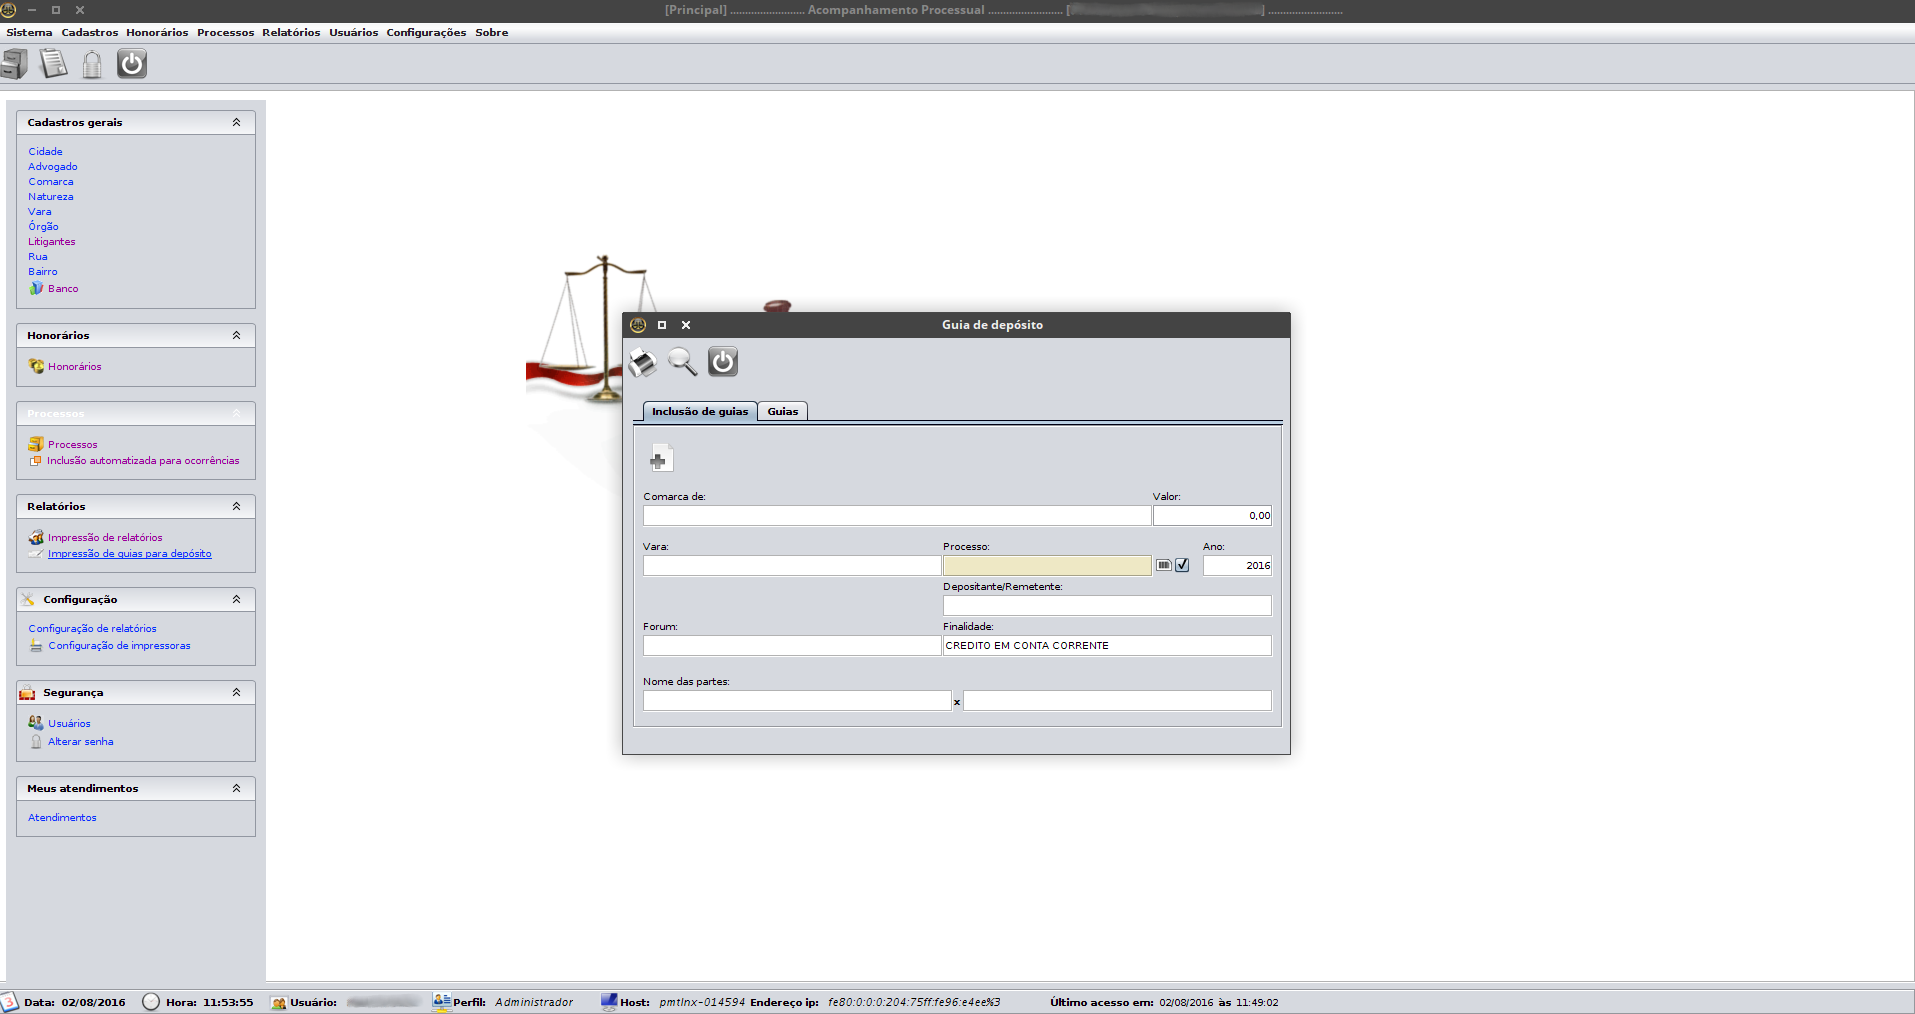 [Principal] ......................... Acompanhamento Processual ......................... [ ] .........................
Sistema Cadastros Honorários Processos Relatórios Usuários Configurações Sobre
Cadastros gerais
Cidade
Advogado
Comarca
Natureza
Vara
Órgão
Litigantes
Rua
Bairro
Banco
Honorários
Honorários
Processos
Processos
Inclusão automatizada para ocorrências
Relatórios
Impressão de relatórios
Impressão de guias para depósito
Configuração
Configuração de relatórios
Configuração de impressoras
Segurança
Usuários
Alterar senha
Meus atendimentos
Atendimentos
Guia de depósito
Inclusão de guias Guias
Comarca de: Valor:
0,00
Vara: Processo: Ano:
2016
Depositante/Remetente:
Forum: Finalidade:
CREDITO EM CONTA CORRENTE
Nome das partes:
x
3 Data: 02/08/2016 Hora: 11:53:55 Usuário: Perfil: Administrador Host: pmtlnx-014594 Endereço ip: fe80:0:0:0:204:75ff:fe96:e4ee%3 Último acesso em: 02/08/2016 às 11:49:02